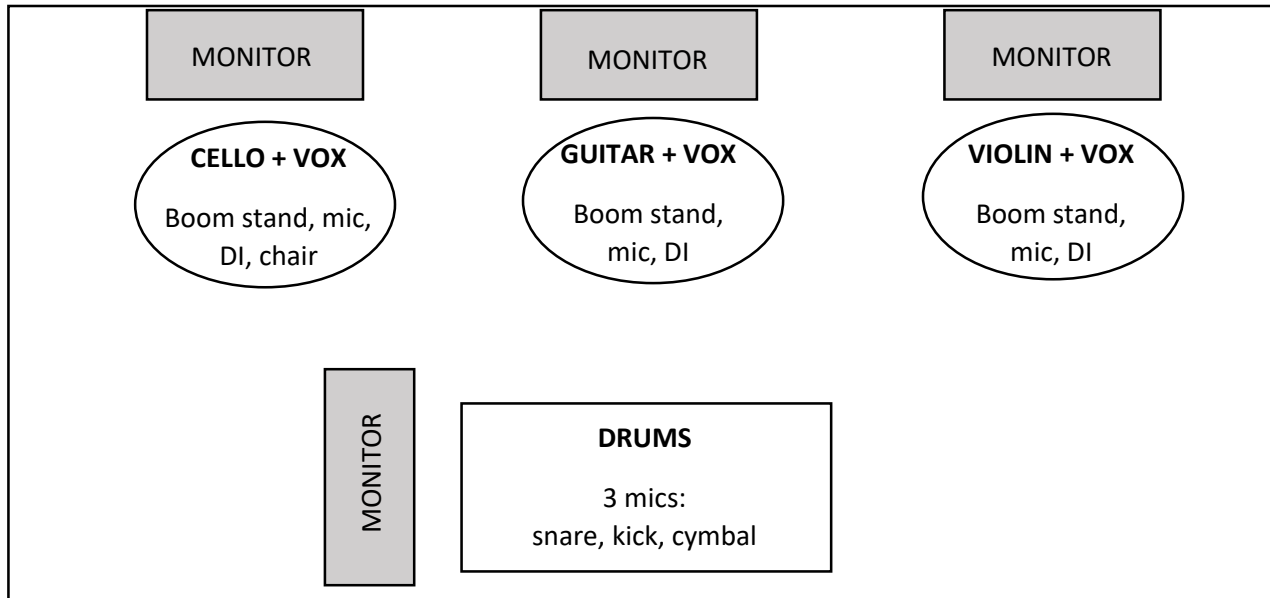 MONITOR
MONITOR
MONITOR
CELLO + VOX
Boom stand, mic,
DI, chair
GUITAR + VOX
Boom stand,
mic, DI
VIOLIN + VOX
Boom stand,
mic, DI
MONITOR
DRUMS
3 mics:
snare, kick, cymbal